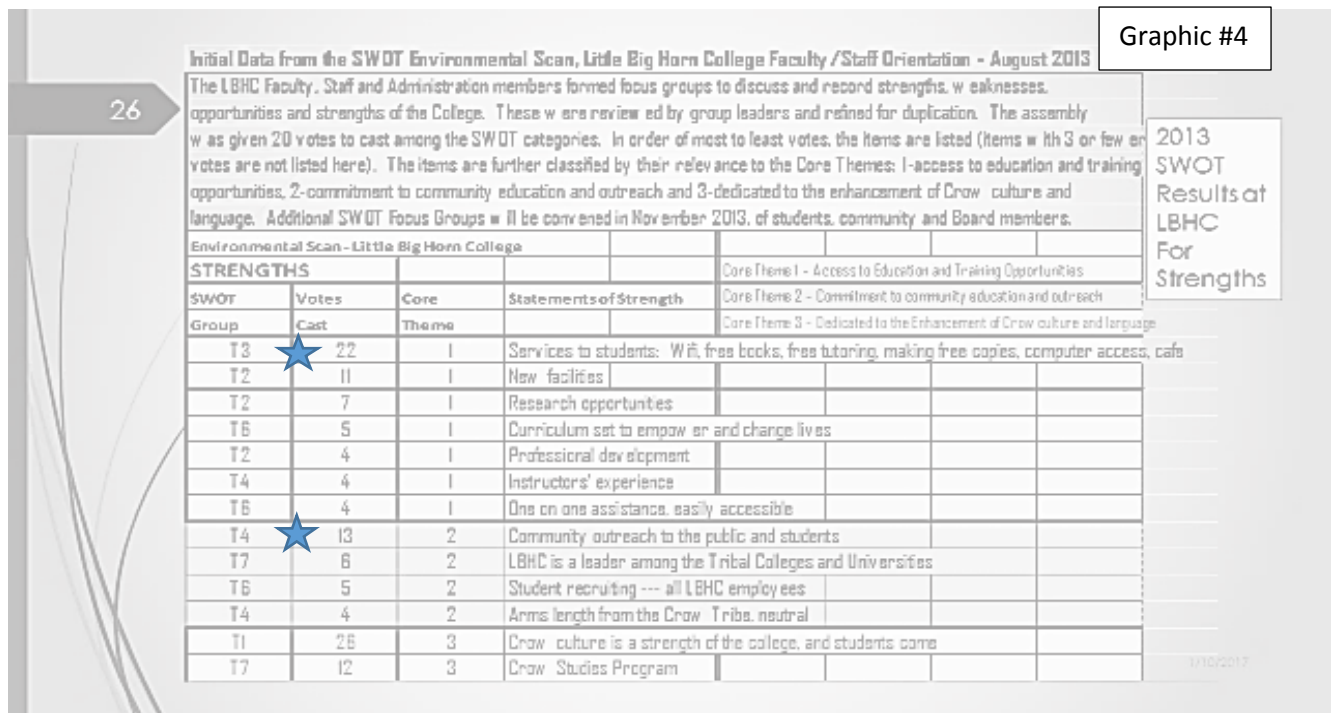 Graphic #4
26
Initial Data from the SWOT Environmental Scan, Little Big Horn College Faculty /Staff Orientation - August 2013
The LBHC Faculty, Staff and Administration members formed focus groups to discuss and record strengths, w eaknesses,
opportunities and strengths of the College. These w ere review ed by group leaders and refined for duplication. The assembly
w as given 20 votes to cast among the SWOT categories. In order of most to least votes, the items are listed (items w ith 3 or few er
votes are not listed here). The items are further classified by their relev ance to the Core Themes: 1-access to education and training
opportunities, 2-commitment to community education and outreach and 3-dedicated to the enhancement of Crow culture and
language. Additional SWOT Focus Groups w ill be conv ened in Nov ember 2013, of students, community and Board members.
2013
SWOT
Results at
LBHC
For
Strengths
Environmental Scan - Little Big Horn College
STRENGTHS Core Theme 1 - Access to Education and Training Opportunities
SWOT Votes Core Statements of Strength Core Theme 2 - Commitment to community education and outreach
Group Cast Theme Core Theme 3 - Dedicated to the Enhancement of Crow culture and language
T3 22 1 Services to students: Wifi, free books, free tutoring, making free copies, computer access, cafe
T2 11 1 New facilities
T2 7 1 Research opportunties
T6 5 1 Curriculum set to empow er and change liv es
T2 4 1 Professional dev elopment
T4 4 1 Instructors' experience
T6 4 1 One on one assistance, easily accessible
T4 13 2 Community outreach to the public and students
T7 6 2 LBHC is a leader among the Tribal Colleges and Univ ersities
T6 5 2 Student recruiting --- all LBHC employ ees
T4 4 2 Arms length from the Crow Tribe, neutral
T1 26 3 Crow culture is a strength of the college, and students come
T7 12 3 Crow Studies Program
1/10/2017